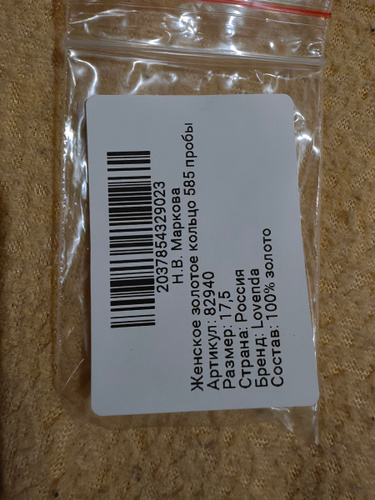 2037854329023
Н.В. Маркова
Женское золотое кольцо 585 пробы
Артикул: 82940
Размер: 17,5
Страна: Россия
Бренд: Lovenda
Состав: 100% золото